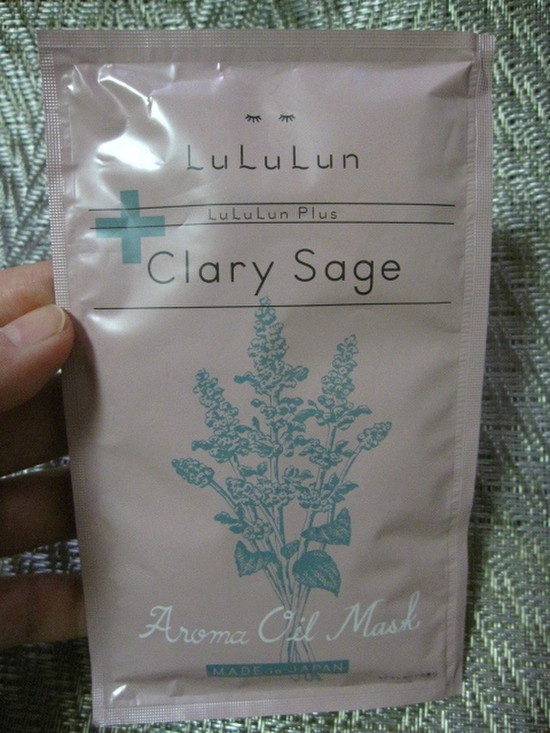 LuLuLun
LuLuLun Plus
Clary Sage
Aroma Oil Mask
MADE in JAPAN